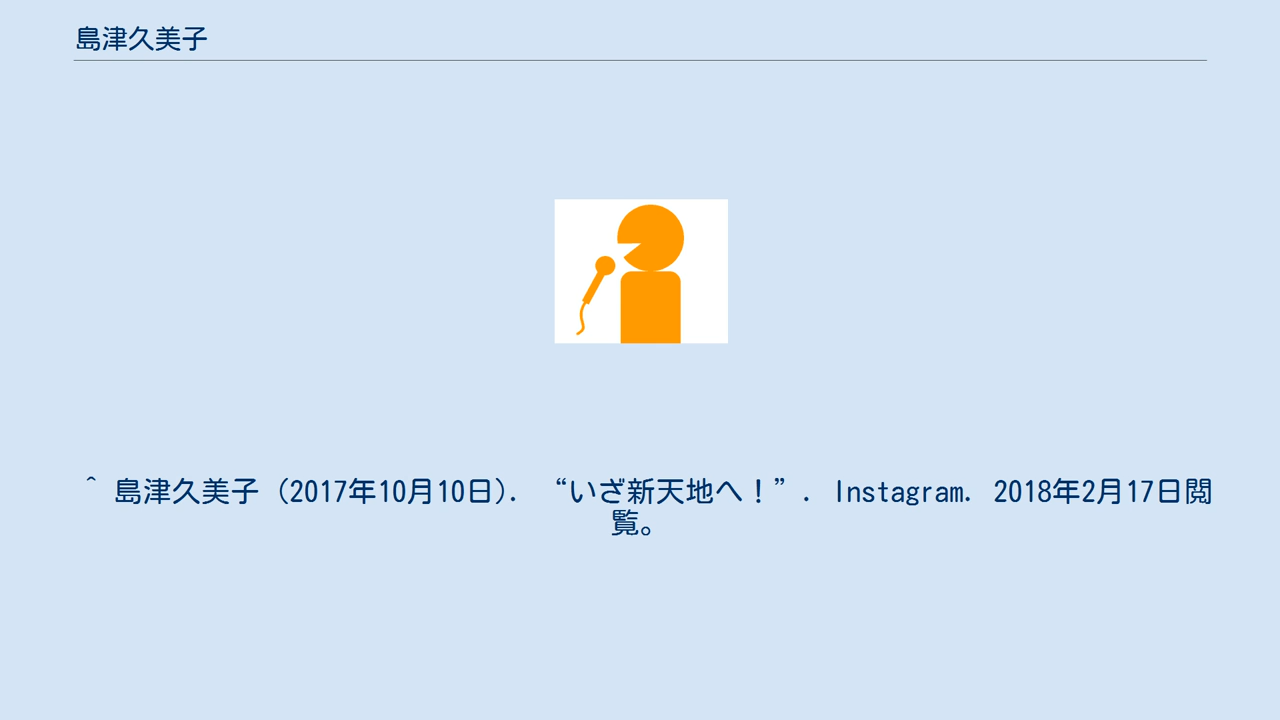 島津久美子
^ 島津久美子 (2017年10月10日). “いざ新天地へ！”. Instagram. 2018年2月17日閲
覧。